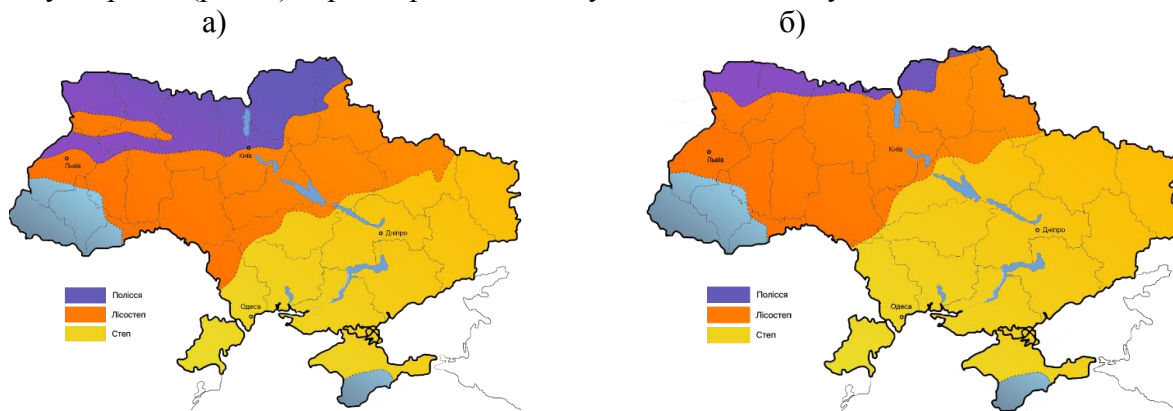 а) б)
Львів
Київ
Дніпро
Одеса
Полісся
Лісостеп
Степ
Львів
Київ
Дніпро
Одеса
Полісся
Лісостеп
Степ